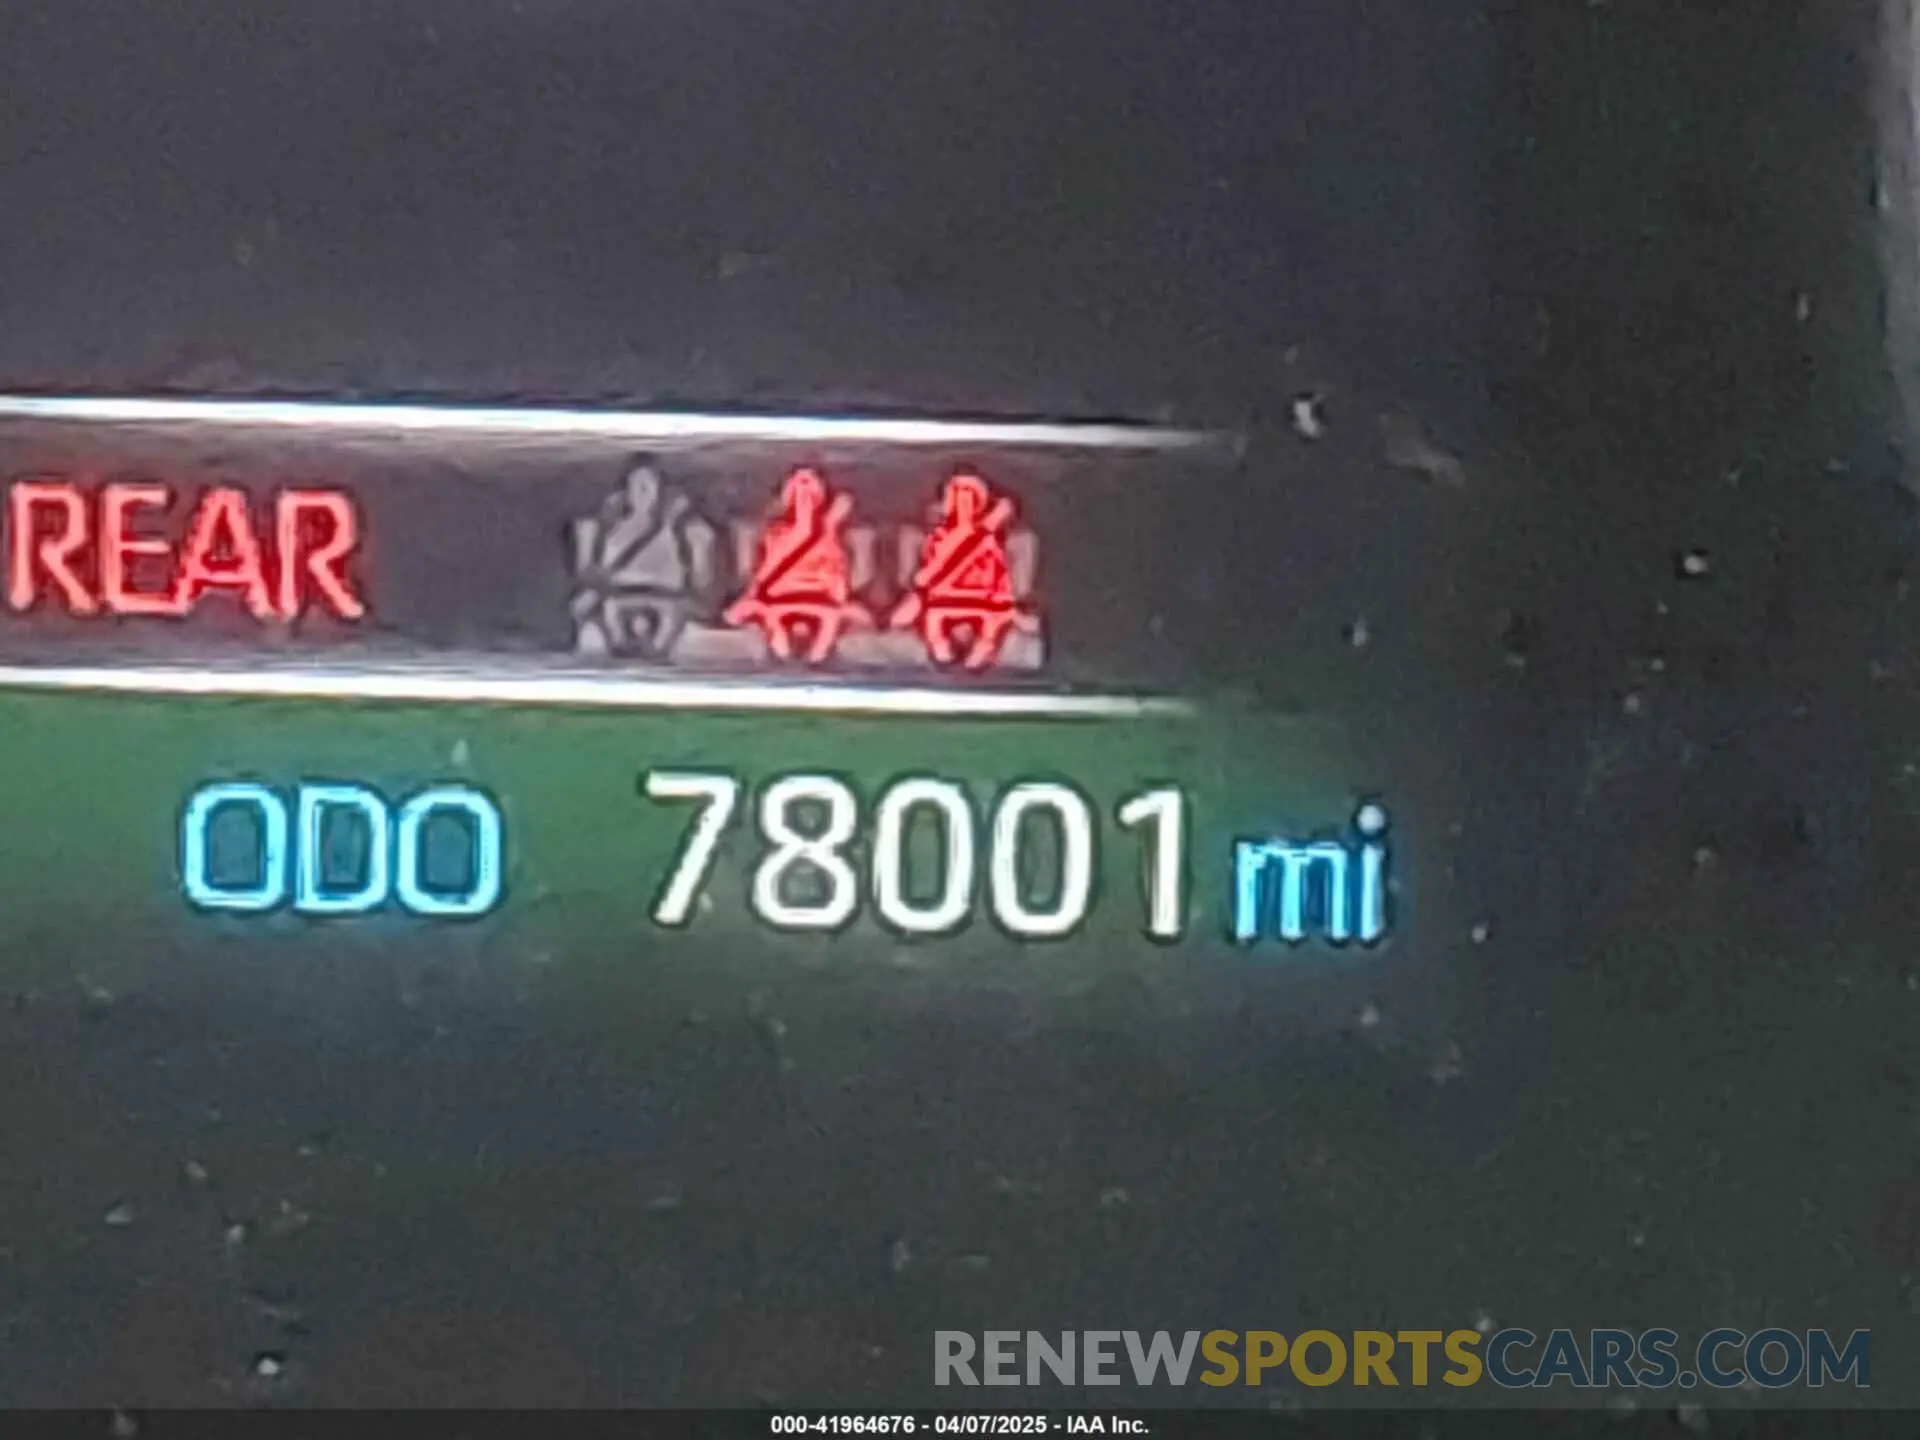 REAR
ODO 78001 mi
RENEWSPORTSCARS.COM
000-41964676 - 04/07/2025 - IAA Inc.